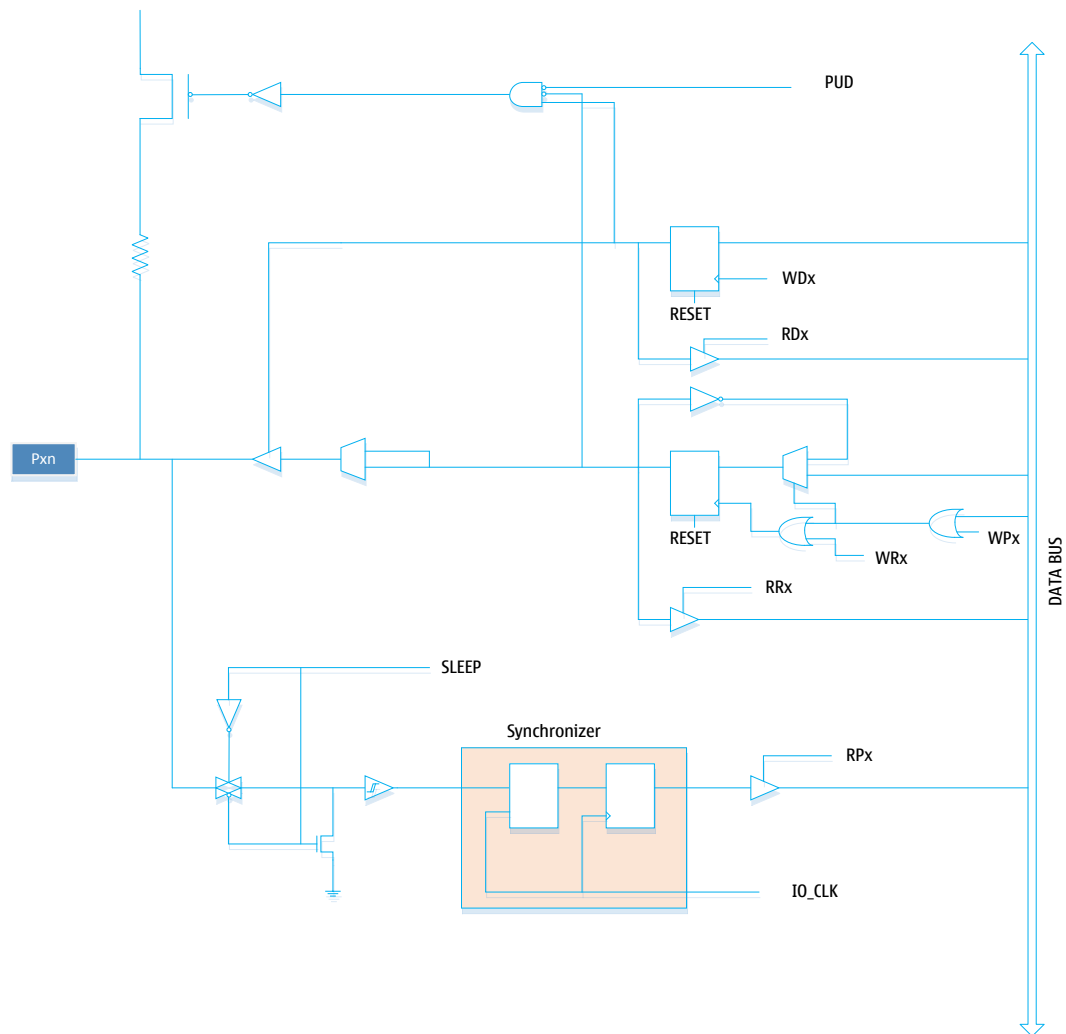 PUD
WDx
RESET
RDx
Pxn
RESET
WPx
WRx
RRx
DATA BUS
SLEEP
Synchronizer
RPx
IO_CLK